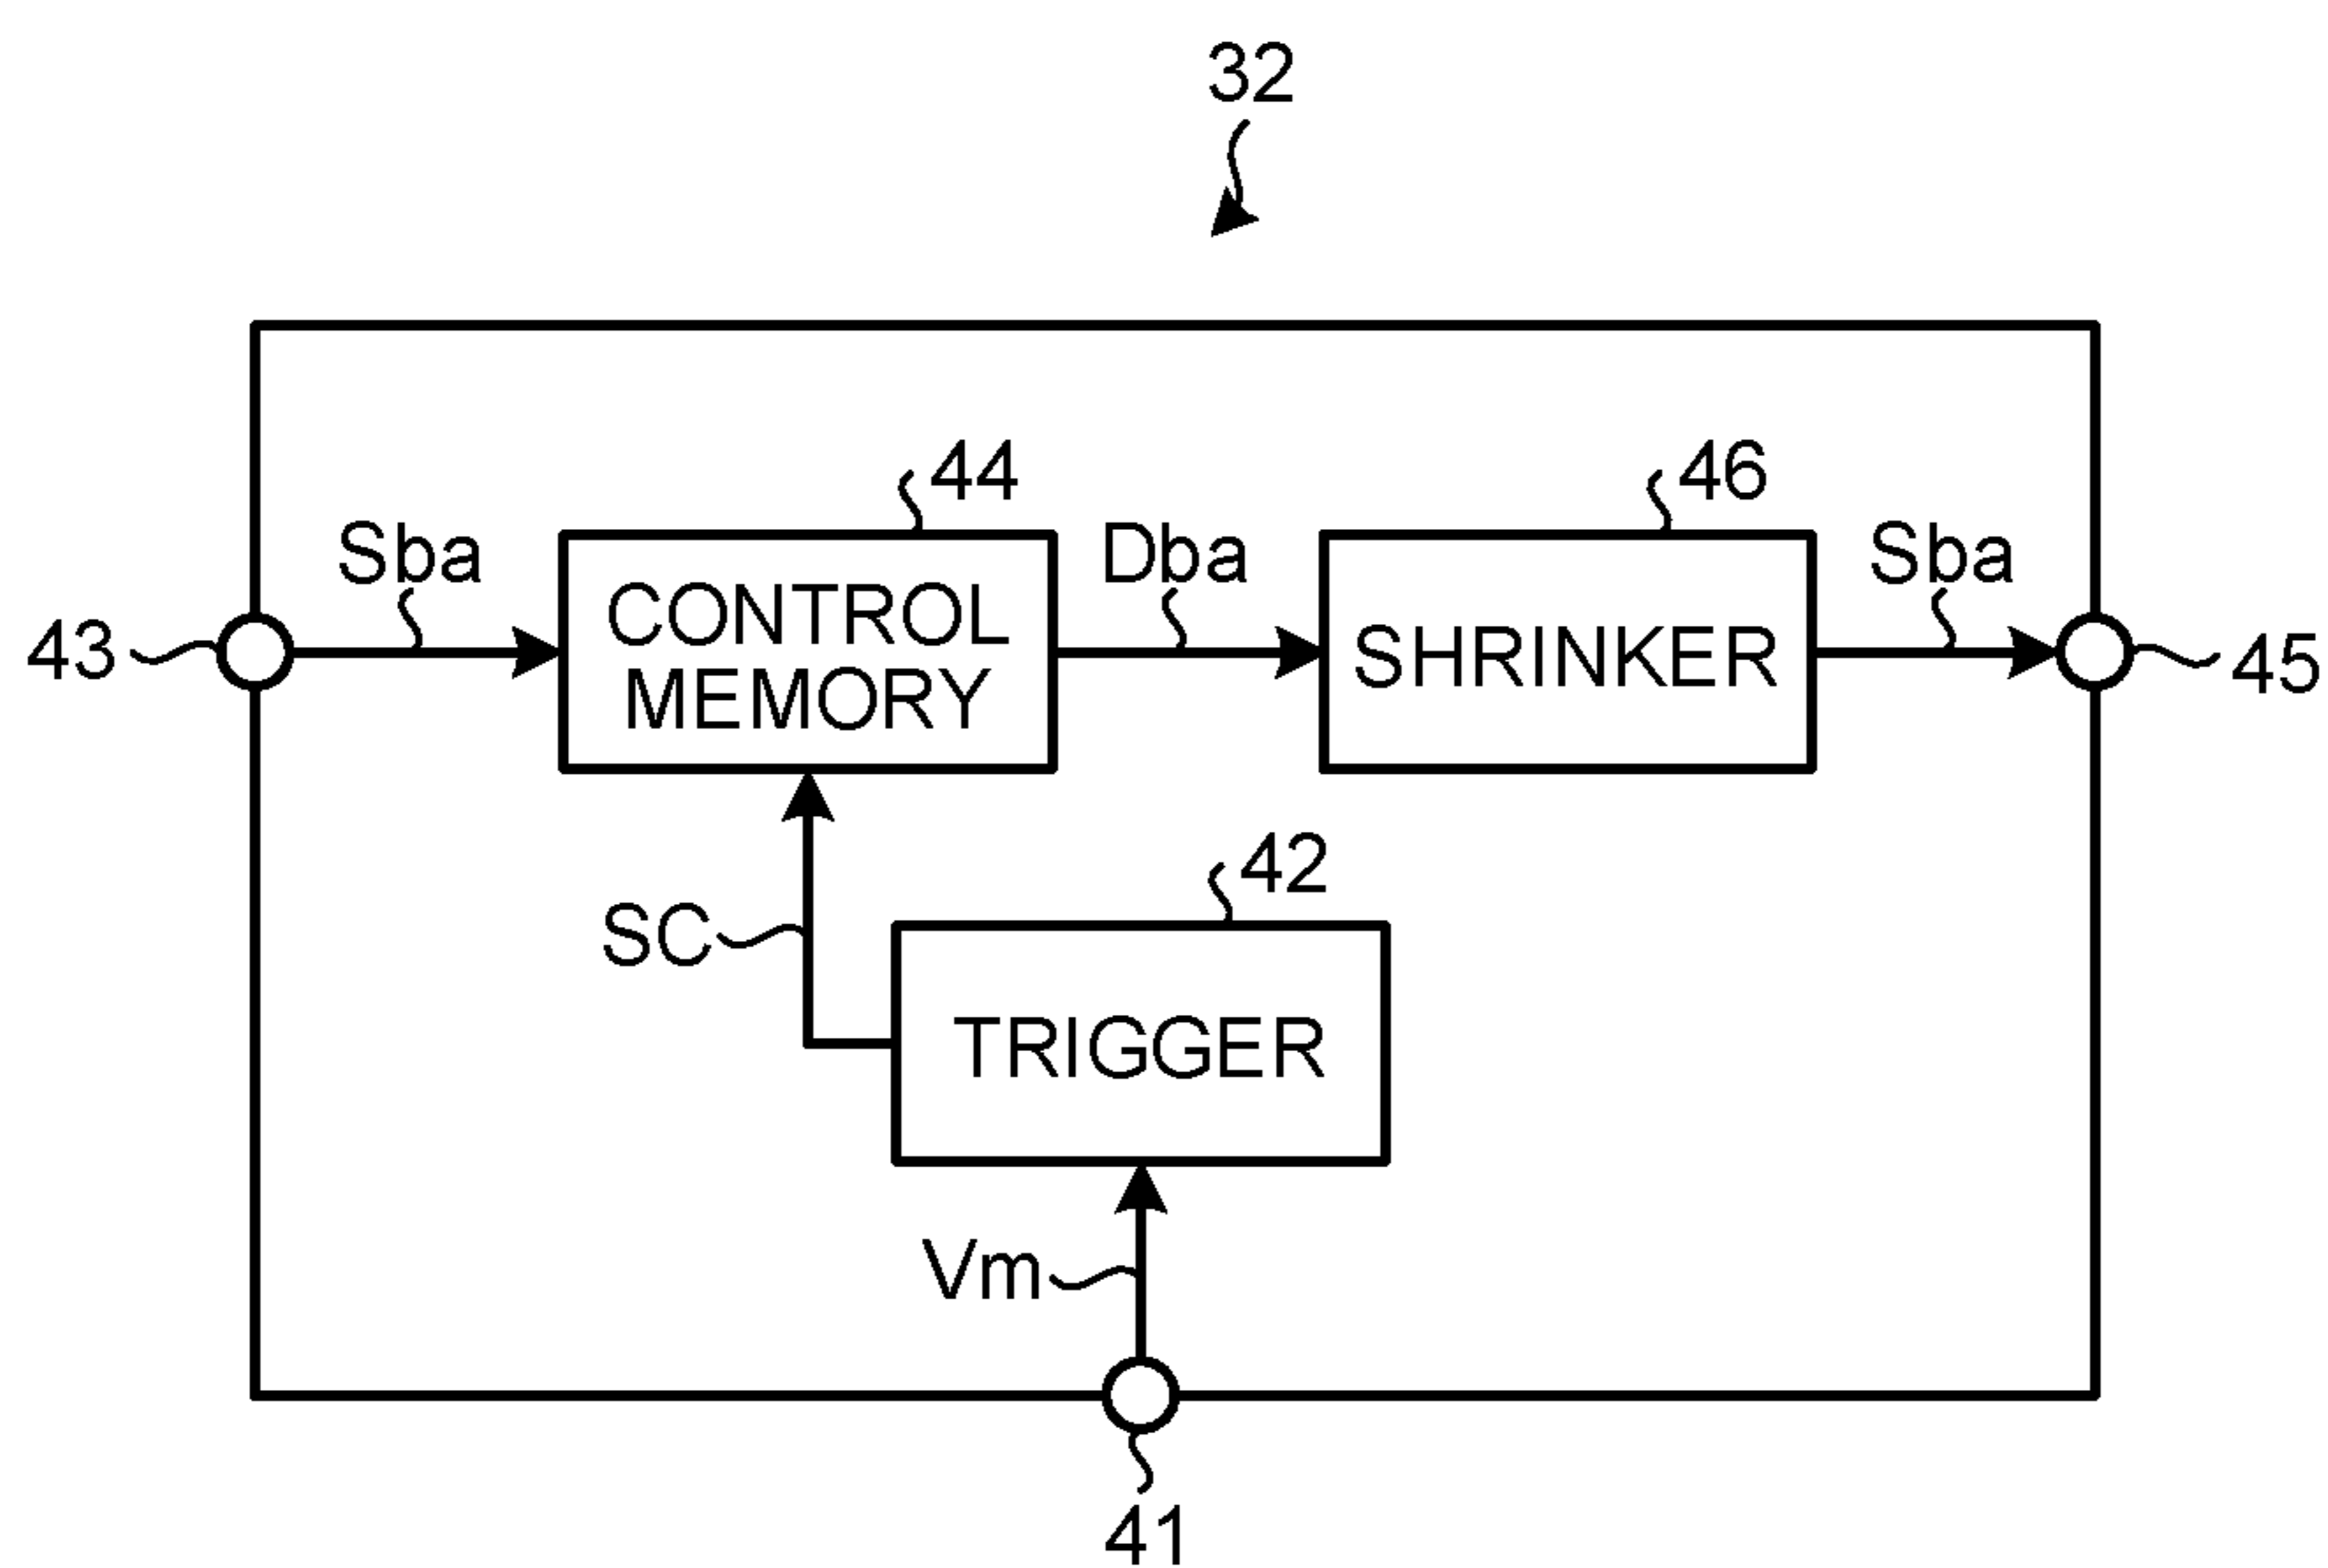 32
44
46
Sba
Dba
Sba
43
CONTROL
MEMORY
SHRINKER
45
42
SC
TRIGGER
Vm
41